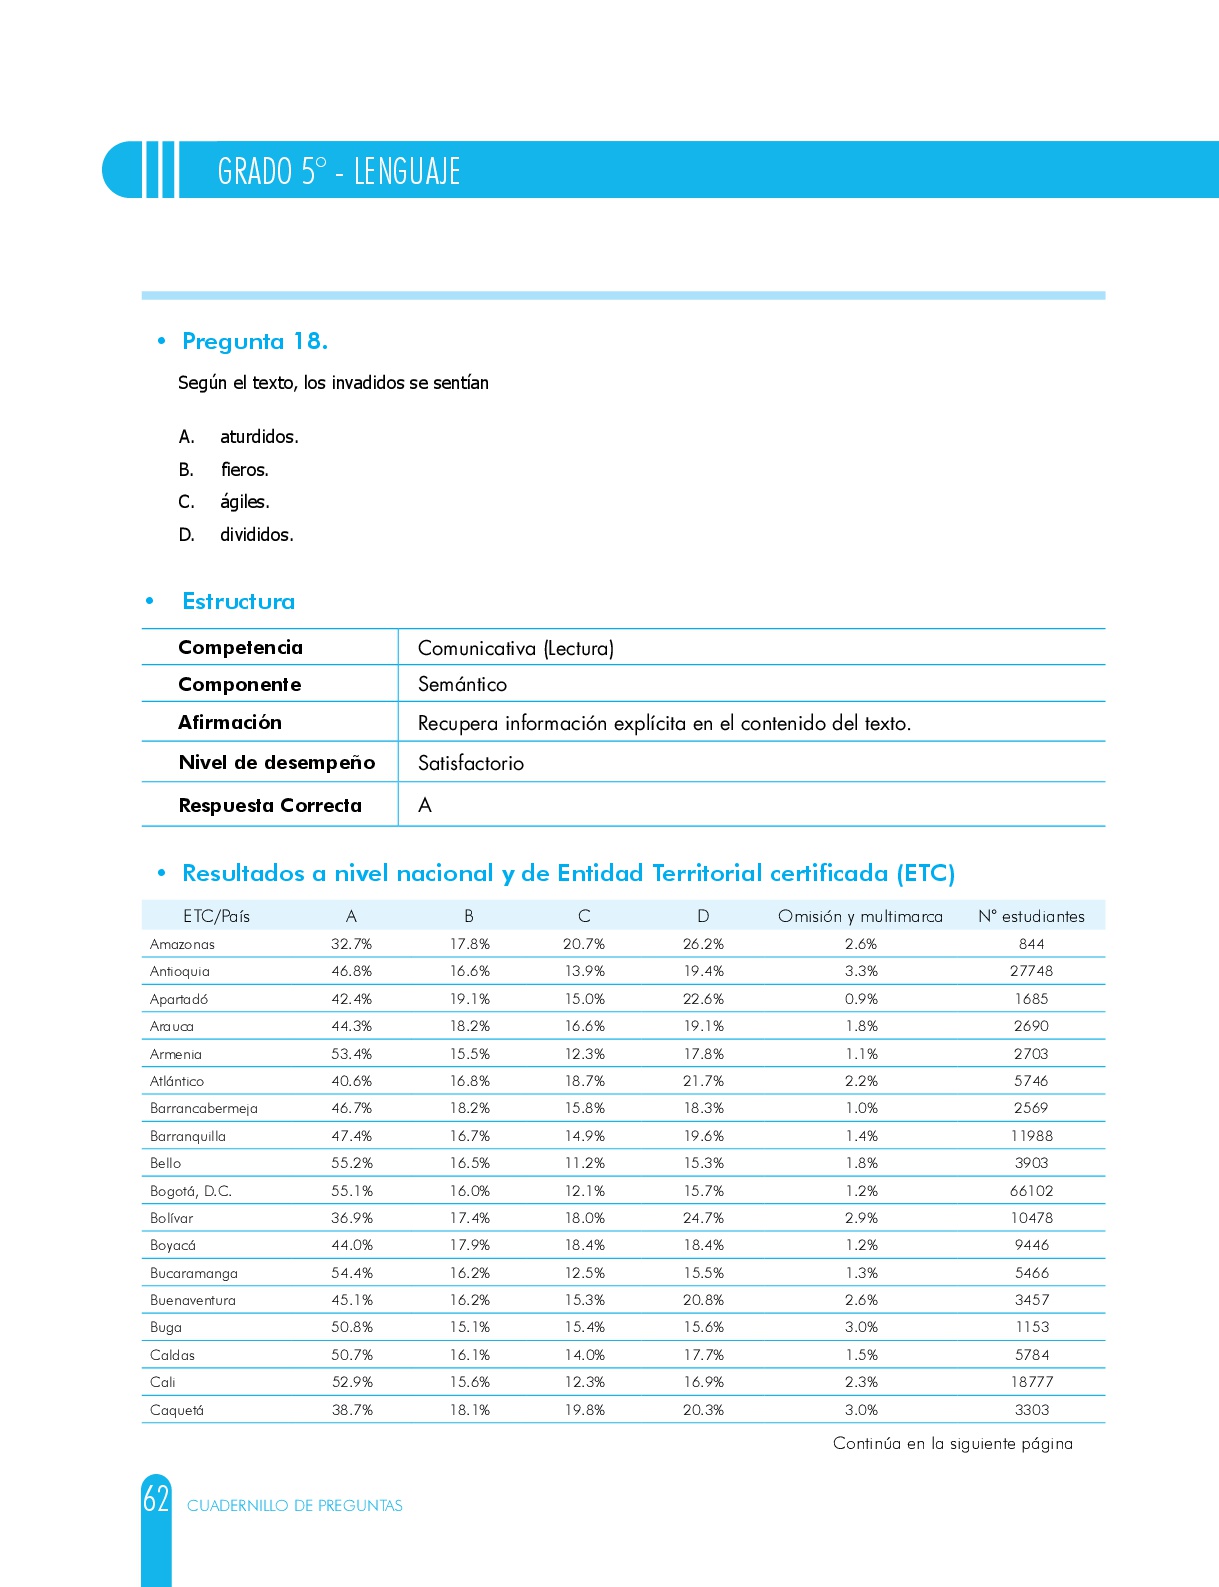 GRADO 5° - LENGUAJE
• Pregunta 18.
Según el texto, los invadidos se sentían
A. aturdidos.
B. fieros.
C. ágiles.
D. divididos.
• Estructura
Competencia Comunicativa (Lectura)
Componente Semántico
Afirmación Recupera información explícita en el contenido del texto.
Nivel de desempeño Satisfactorio
Respuesta Correcta A
• Resultados a nivel nacional y de Entidad Territorial certificada (ETC)
ETC/País A B C D Omisión y multimarca N° estudiantes
Amazonas 32.7% 17.8% 20.7% 26.2% 2.6% 844
Antioquia 46.8% 16.6% 13.9% 19.4% 3.3% 27748
Apartadó 42.4% 19.1% 15.0% 22.6% 0.9% 1685
Arauca 44.3% 18.2% 16.6% 19.1% 1.8% 2690
Armenia 53.4% 15.5% 12.3% 17.8% 1.1% 2703
Atlántico 40.6% 16.8% 18.7% 21.7% 2.2% 5746
Barrancabermeja 46.7% 18.2% 15.8% 18.3% 1.0% 2569
Barranquilla 47.4% 16.7% 14.9% 19.6% 1.4% 11988
Bello 55.2% 16.5% 11.2% 15.3% 1.8% 3903
Bogotá, D.C. 55.1% 16.0% 12.1% 15.7% 1.2% 66102
Bolívar 36.9% 17.4% 18.0% 24.7% 2.9% 10478
Boyacá 44.0% 17.9% 18.4% 18.4% 1.2% 9446
Bucaramanga 54.4% 16.2% 12.5% 15.5% 1.3% 5466
Buenaventura 45.1% 16.2% 15.3% 20.8% 2.6% 3457
Buga 50.8% 15.1% 15.4% 15.6% 3.0% 1153
Caldas 50.7% 16.1% 14.0% 17.7% 1.5% 5784
Cali 52.9% 15.6% 12.3% 16.9% 2.3% 18777
Caquetá 38.7% 18.1% 19.8% 20.3% 3.0% 3303
Continúa en la siguiente página
62 CUADERNILLO DE PREGUNTAS